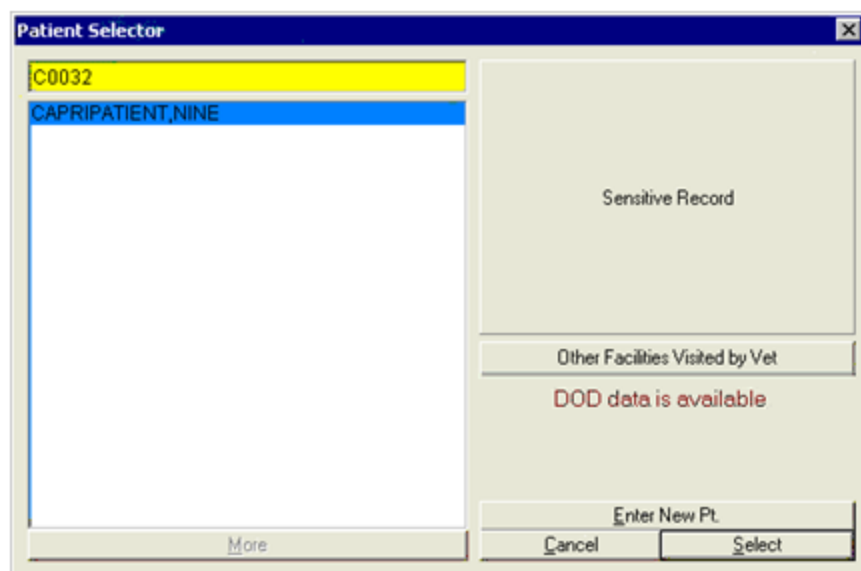 Patient Selector
C0032
CAPRIPATIENT,NINE
Sensitive Record
Other Facilities Visited by Vet
DOD data is available
Enter New Pt.
More
Cancel
Select